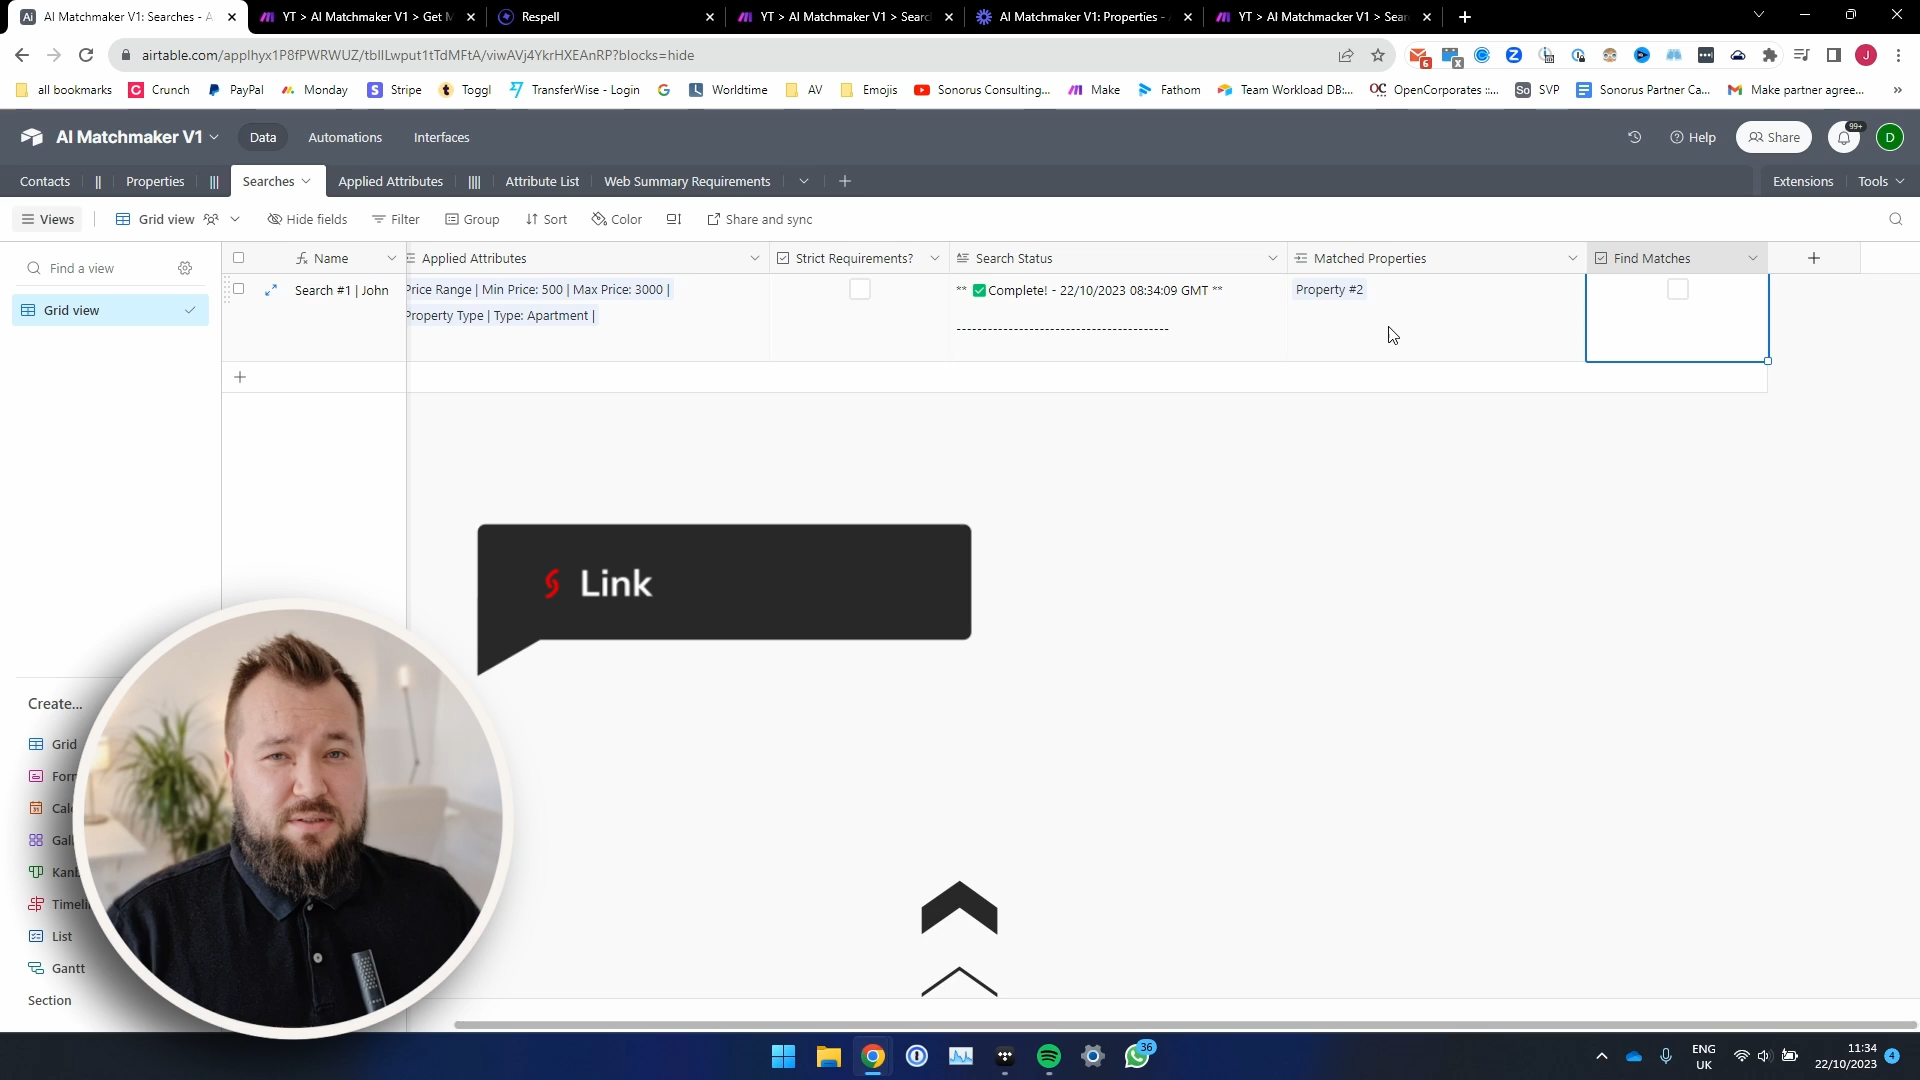 AI Matchmaker V1: Searches - A
YT > AI Matchmaker V1 > Get M
Respell
YT > AI Matchmaker V1 > Searc
AI Matchmaker V1: Properties -
YT > AI Matchmacker V1 > Sear
airtable.com/applhyx1P8fPWRWUZ/tblILwput1tTdMFtA/viwAVj4YkrHXEAnRP?blocks=hide
6
X
J
all bookmarks
Crunch
PayPal
Monday
Stripe
Toggl
TransferWise - Login
Worldtime
AV
Emojis
Sonorus Consulting...
Make
Fathom
Team Workload DB:...
OpenCorporates ::...
SVP
Sonorus Partner Ca...
Make partner agree...
AI Matchmaker V1
Data
Automations
Interfaces
Help
Share
99+
D
Contacts
||
Properties
|||
Searches
Applied Attributes
||||
Attribute List
Web Summary Requirements
Extensions
Tools
Views
Grid view
Hide fields
Filter
Group
Sort
Color
Share and sync
Find a view
Name
Applied Attributes
Strict Requirements?
Search Status
Matched Properties
Find Matches
Grid view
Search #1 | John
Price Range | Min Price: 500 | Max Price: 3000 |
Property Type | Type: Apartment |
** ✅Complete! - 22/10/2023 08:34:09 GMT **
-----------------------------------------
Property #2
Link
Create...
Grid
Form
Cale
Gall
Kanb
Timelin
List
Gantt
Section
36
ENG
UK
11:34
22/10/2023
4